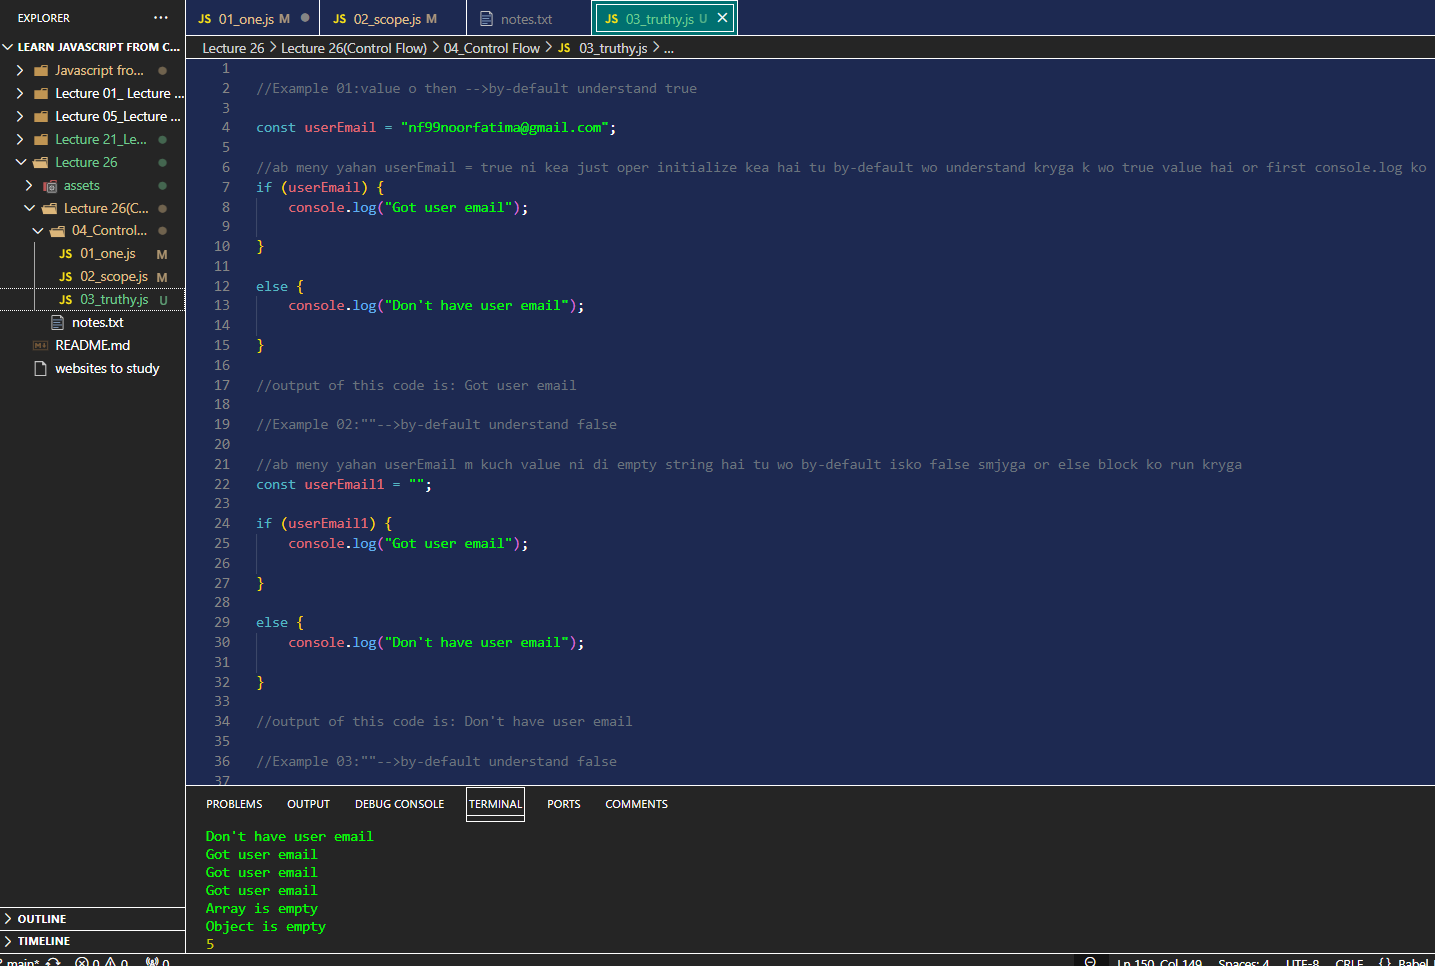 EXPLORER
LEARN JAVASCRIPT FROM C...
Javascript fro...
Lecture 01_ Lecture ...
Lecture 05_Lecture ...
Lecture 21_Le...
Lecture 26
assets
Lecture 26(C...
04_Control...
JS 01_one.js M
JS 02_scope.js M
JS 03_truthy.js U
notes.txt
README.md
websites to study
OUTLINE
TIMELINE
JS 01_one.js M
JS 02_scope.js M
notes.txt
JS 03_truthy.js U
Lecture 26 > Lecture 26(Control Flow) > 04_Control Flow > JS 03_truthy.js > ...
1
2 //Example 01:value o then -->by-default understand true
3
4 const userEmail = "nf99noorfatima@gmail.com";
5
6 //ab meny yahan userEmail = true ni kea just oper initialize kea hai tu by-default wo understand kryga k wo true value hai or first console.log ko
7 if (userEmail) {
8 console.log("Got user email");
9
10 }
11
12 else {
13 console.log("Don't have user email");
14
15 }
16
17 //output of this code is: Got user email
18
19 //Example 02:""-->by-default understand false
20
21 //ab meny yahan userEmail m kuch value ni di empty string hai tu wo by-default isko false smjyga or else block ko run kryga
22 const userEmail1 = "";
23
24 if (userEmail1) {
25 console.log("Got user email");
26
27 }
28
29 else {
30 console.log("Don't have user email");
31
32 }
33
34 //output of this code is: Don't have user email
35
36 //Example 03:""-->by-default understand false
37
PROBLEMS OUTPUT DEBUG CONSOLE TERMINAL PORTS COMMENTS
Don't have user email
Got user email
Got user email
Got user email
Array is empty
Object is empty
5
main* 0 0 0 Ln 150, Col 149 Spaces: 4 UTF-8 CRLF {} Babel